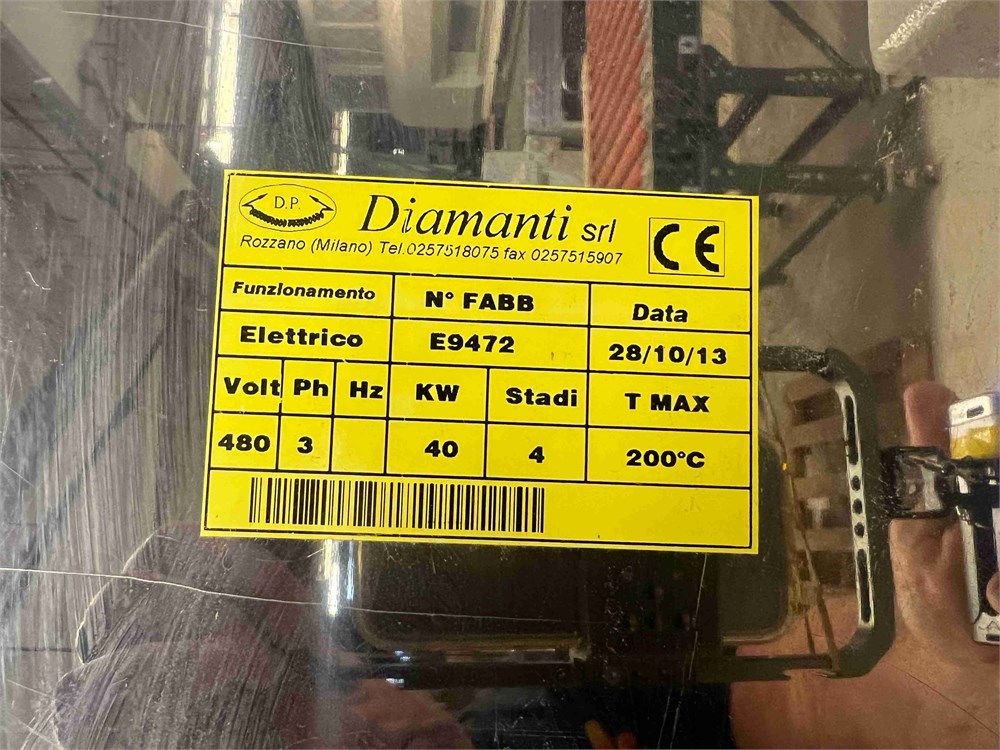 D.P.
Diamanti srl
Rozzano (Milano) Tel.0257518075 fax 0257515907
CE
Funzionamento N° FABB Data
Elettrico E9472 28/10/13
Volt Ph Hz KW Stadi T MAX
480 3 40 4 200°C